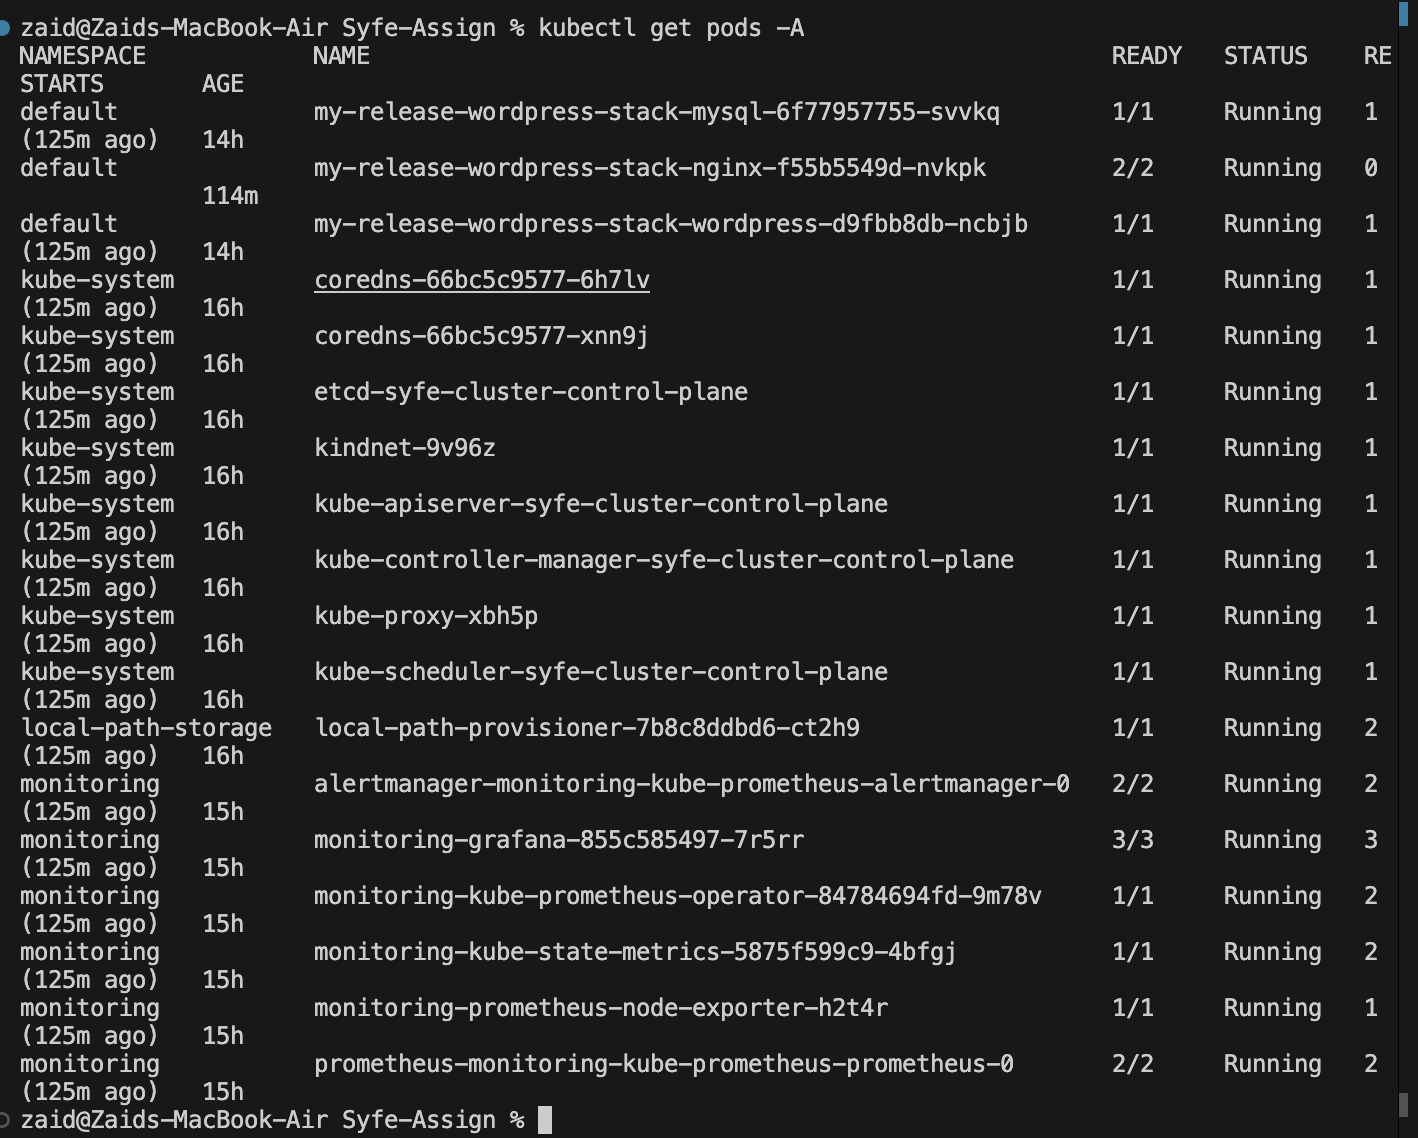 zaid@Zaids-MacBook-Air Syfe-Assign % kubectl get pods -A
NAMESPACE            NAME                                                     READY   STATUS    RE
STARTS       AGE
default              my-release-wordpress-stack-mysql-6f77957755-svvkq        1/1     Running   1
(125m ago)   14h
default              my-release-wordpress-stack-nginx-f55b5549d-nvkpk         2/2     Running   0
             114m
default              my-release-wordpress-stack-wordpress-d9fbb8db-ncbjb      1/1     Running   1
(125m ago)   14h
kube-system          coredns-66bc5c9577-6h7lv                                 1/1     Running   1
(125m ago)   16h
kube-system          coredns-66bc5c9577-xnn9j                                 1/1     Running   1
(125m ago)   16h
kube-system          etcd-syfe-cluster-control-plane                          1/1     Running   1
(125m ago)   16h
kube-system          kindnet-9v96z                                            1/1     Running   1
(125m ago)   16h
kube-system          kube-apiserver-syfe-cluster-control-plane                1/1     Running   1
(125m ago)   16h
kube-system          kube-controller-manager-syfe-cluster-control-plane       1/1     Running   1
(125m ago)   16h
kube-system          kube-proxy-xbh5p                                         1/1     Running   1
(125m ago)   16h
kube-system          kube-scheduler-syfe-cluster-control-plane                1/1     Running   1
(125m ago)   16h
local-path-storage   local-path-provisioner-7b8c8ddbd6-ct2h9                  1/1     Running   2
(125m ago)   16h
monitoring           alertmanager-monitoring-kube-prometheus-alertmanager-0   2/2     Running   2
(125m ago)   15h
monitoring           monitoring-grafana-855c585497-7r5rr                      3/3     Running   3
(125m ago)   15h
monitoring           monitoring-kube-prometheus-operator-84784694fd-9m78v     1/1     Running   2
(125m ago)   15h
monitoring           monitoring-kube-state-metrics-5875f599c9-4bfgj           1/1     Running   2
(125m ago)   15h
monitoring           monitoring-prometheus-node-exporter-h2t4r                1/1     Running   1
(125m ago)   15h
monitoring           prometheus-monitoring-kube-prometheus-prometheus-0       2/2     Running   2
(125m ago)   15h
zaid@Zaids-MacBook-Air Syfe-Assign %